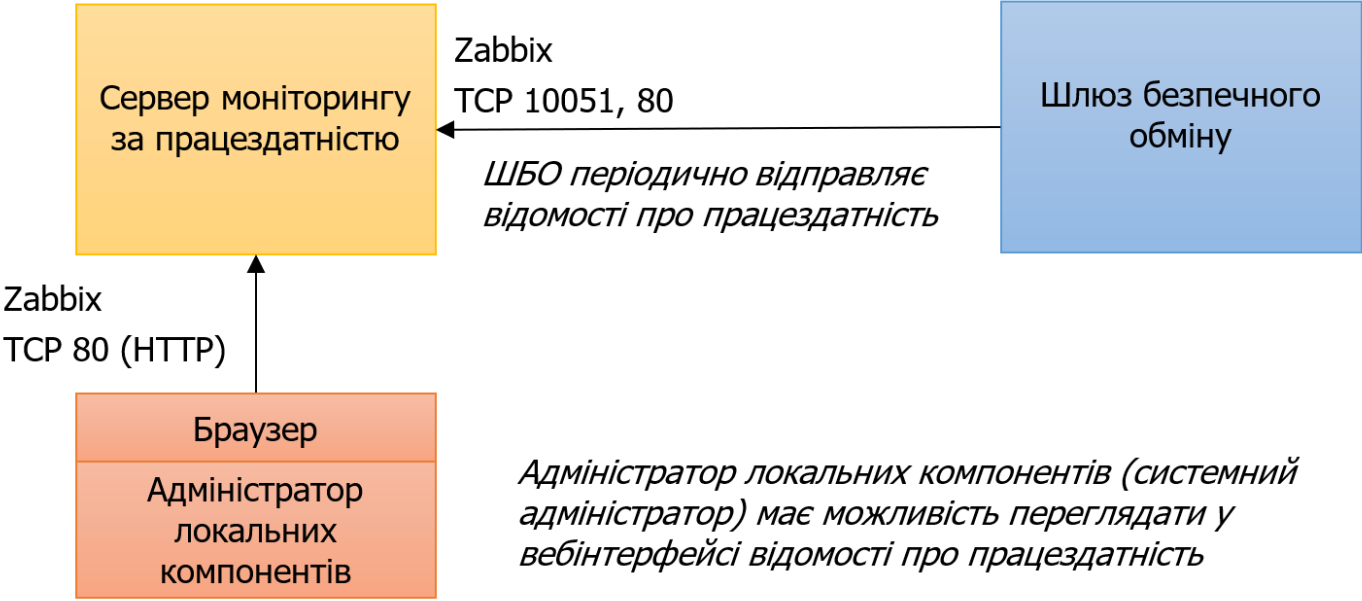 Сервер моніторингу
за працездатністю
Zabbix
TCP 10051, 80
ШБО періодично відправляє
відомості про працездатність
Шлюз безпечного
обміну
Zabbix
TCP 80 (HTTP)
Браузер
Адміністратор
локальних
компонентів
Адміністратор локальних компонентів (системний
адміністратор) має можливість переглядати у
вебінтерфейсі відомості про працездатність